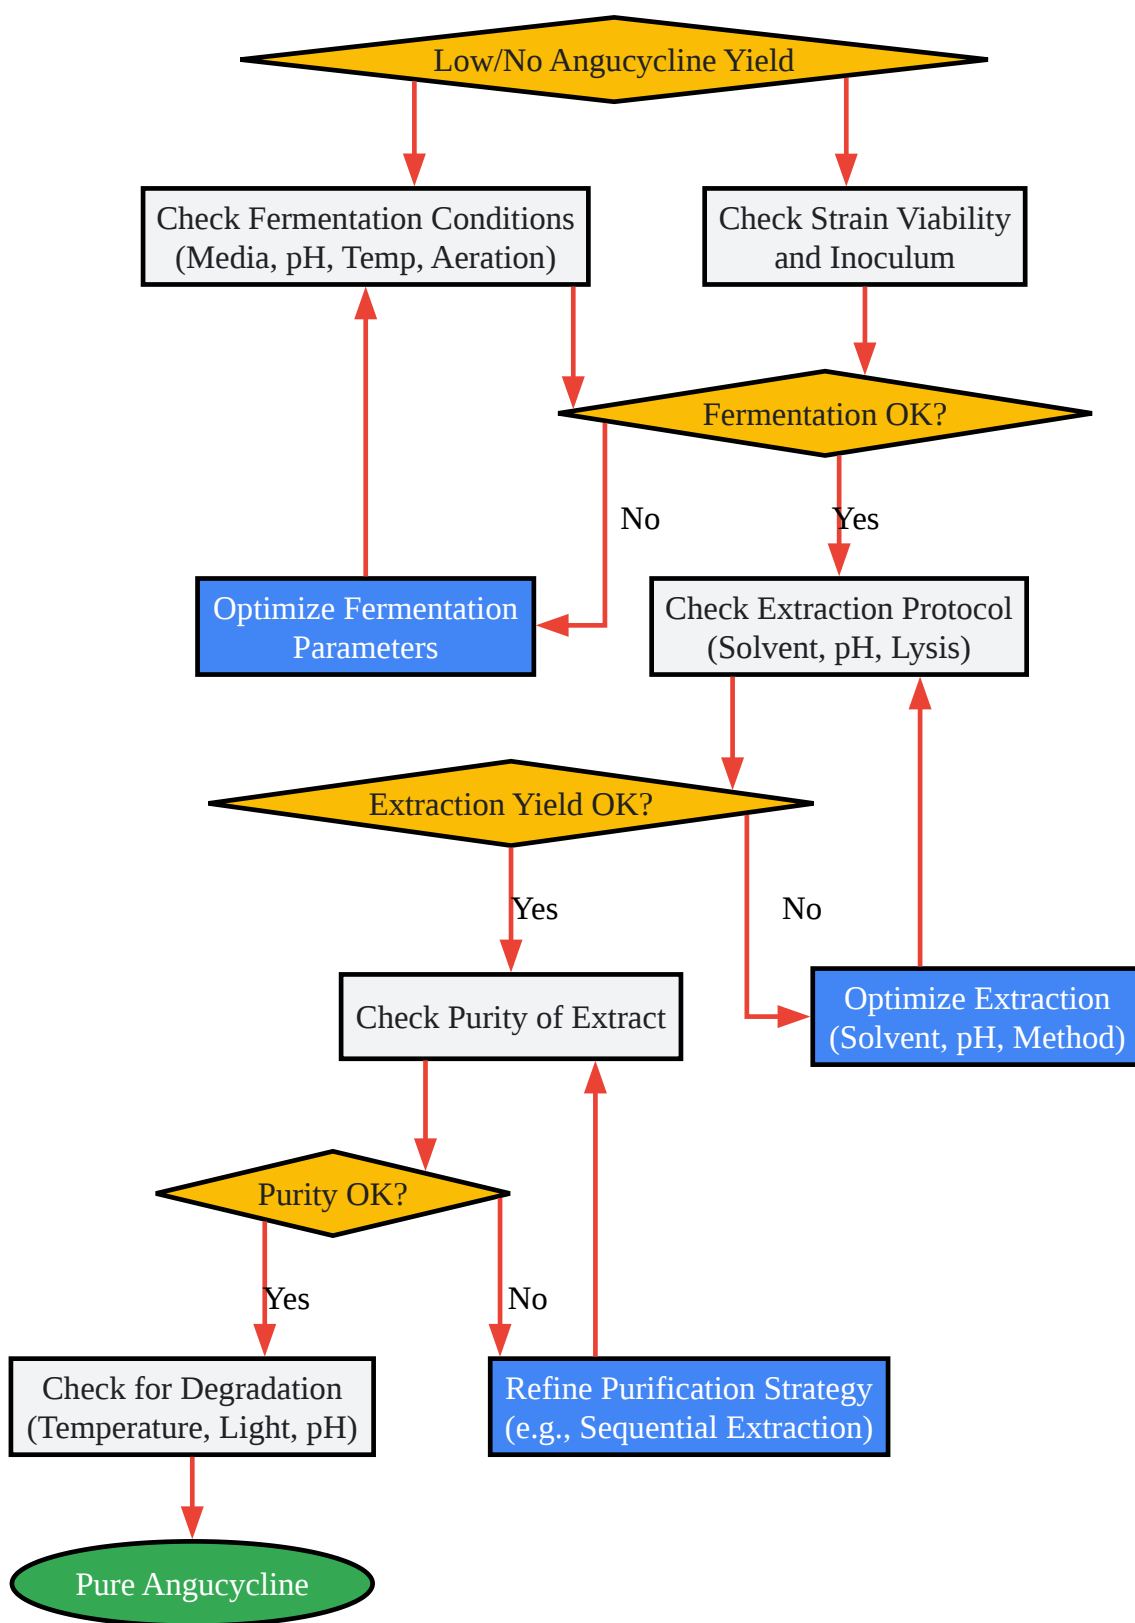 Low/No Angucycline Yield
Check Fermentation Conditions
(Media, pH, Temp, Aeration)
Check Strain Viability
and Inoculum
Fermentation OK?
No
Yes
Optimize Fermentation
Parameters
Check Extraction Protocol
(Solvent, pH, Lysis)
Extraction Yield OK?
Yes
No
Check Purity of Extract
Optimize Extraction
(Solvent, pH, Method)
Purity OK?
Yes
No
Check for Degradation
(Temperature, Light, pH)
Refine Purification Strategy
(e.g., Sequential Extraction)
Pure Angucycline